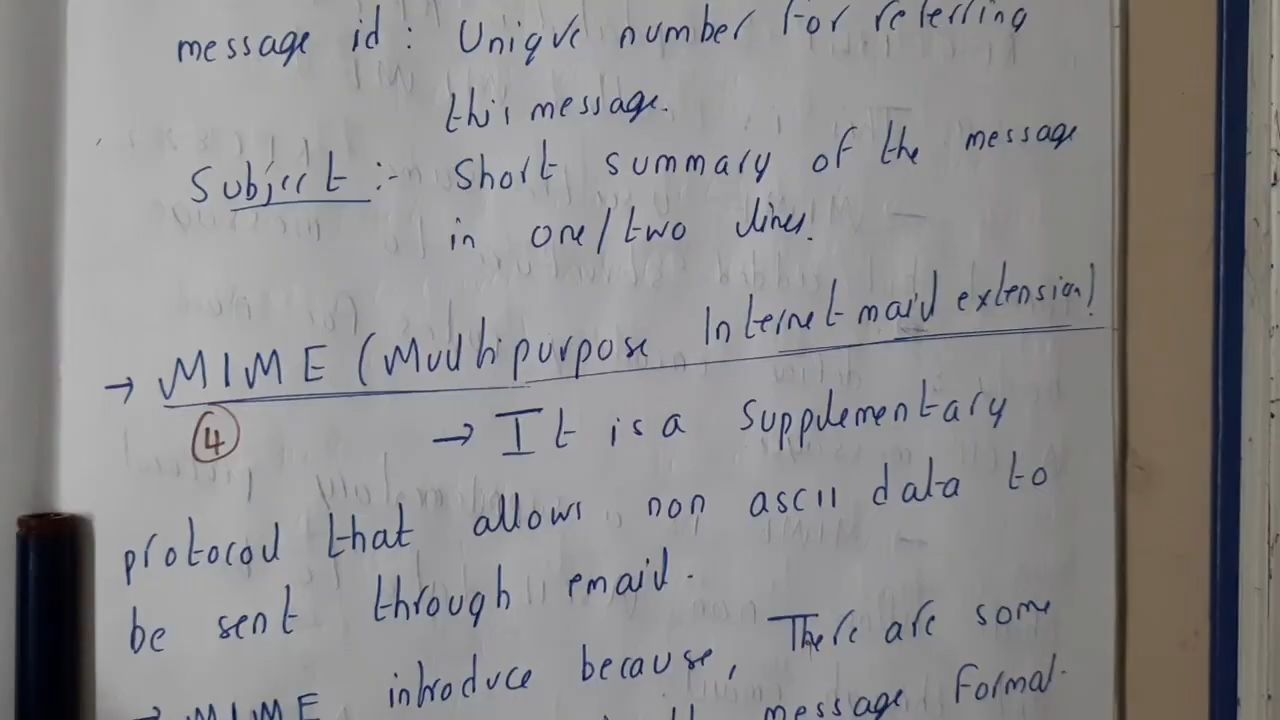 message id : Unique number for referring
this message.
Subject :- Short summary of the message
in one/two lines.
→ MIME (Multipurpose Internet mail extension)
④ → It is a supplementary
protocol that allows non ascii data to
be sent through email.
→ MIME introduce because, There are some
message format.